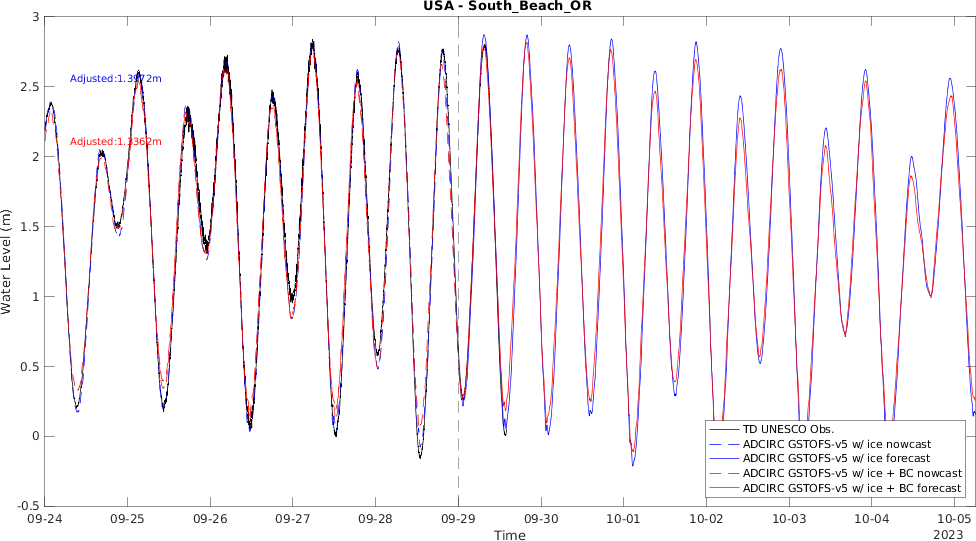 USA - South_Beach_OR
Water Level (m)
3
2.5
2
1.5
1
0.5
0
-0.5
Adjusted:1.3972m
Adjusted:1.3362m
TD UNESCO Obs.
ADCIRC GSTOFS-v5 w/ ice nowcast
ADCIRC GSTOFS-v5 w/ ice forecast
ADCIRC GSTOFS-v5 w/ ice + BC nowcast
ADCIRC GSTOFS-v5 w/ ice + BC forecast
09-24 09-25 09-26 09-27 09-28 09-29 09-30 10-01 10-02 10-03 10-04 10-05
Time
2023